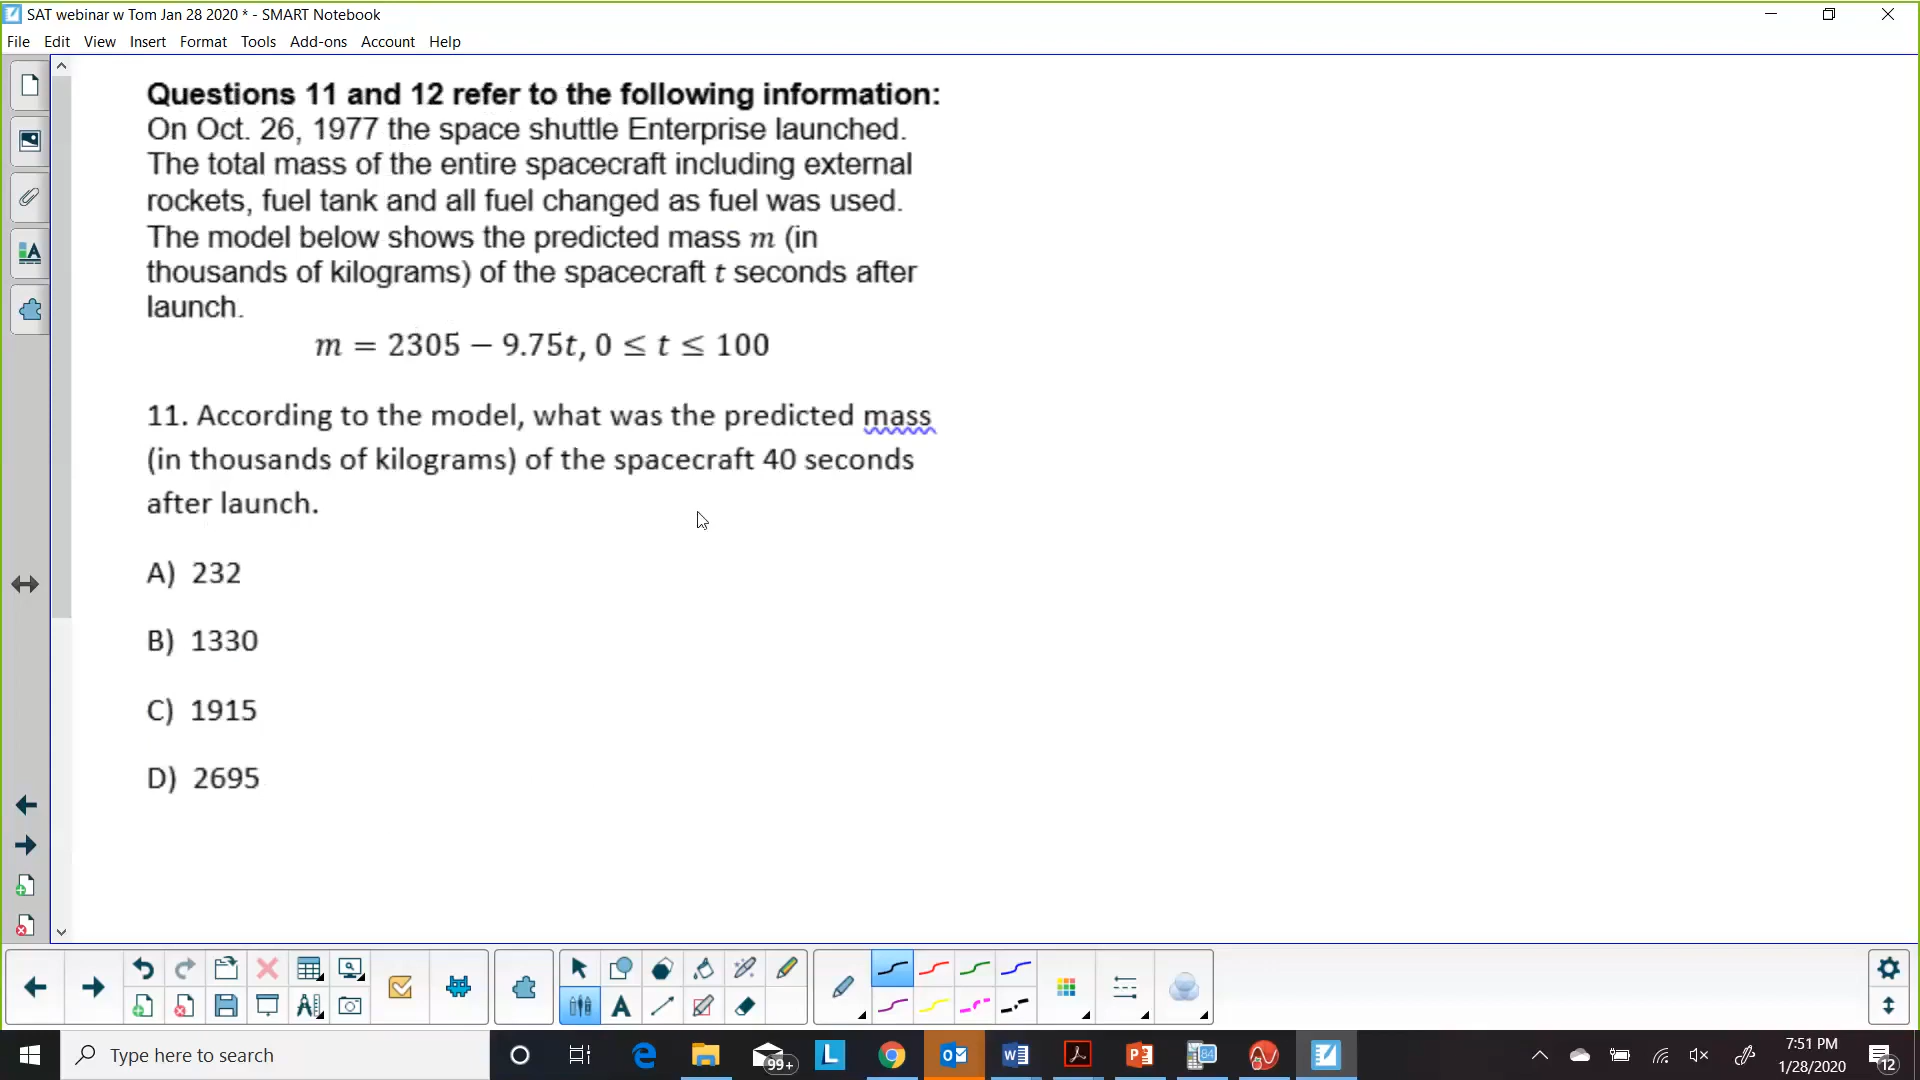 SAT webinar w Tom Jan 28 2020 * - SMART Notebook
File Edit View Insert Format Tools Add-ons Account Help
Questions 11 and 12 refer to the following information:
On Oct. 26, 1977 the space shuttle Enterprise launched.
The total mass of the entire spacecraft including external
rockets, fuel tank and all fuel changed as fuel was used.
The model below shows the predicted mass m (in
thousands of kilograms) of the spacecraft t seconds after
launch.
m = 2305 − 9.75t, 0 ≤ t ≤ 100
11. According to the model, what was the predicted mass
(in thousands of kilograms) of the spacecraft 40 seconds
after launch.
A) 232
B) 1330
C) 1915
D) 2695
Type here to search
99+
7:51 PM
1/28/2020
12